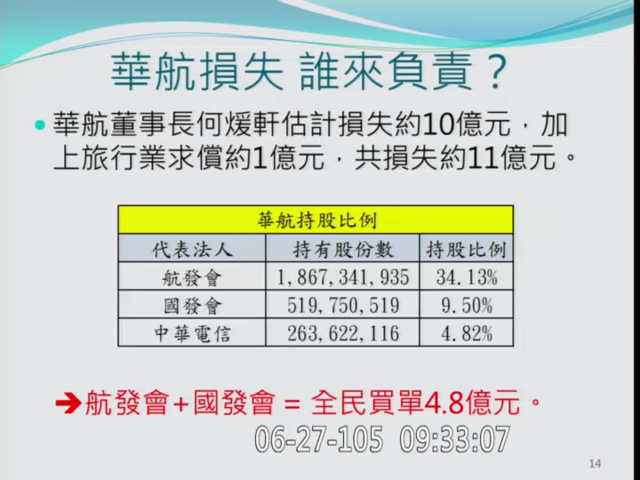 華航損失 誰來負責？
華航董事長何煖軒估計損失約10億元，加
上旅行業求償約1億元，共損失約11億元。
華航持股比例
代表法人 持有股份數 持股比例
航發會 1,867,341,935 34.13%
國發會 519,750,519 9.50%
中華電信 263,622,116 4.82%
➔航發會+國發會 = 全民買單4.8億元。
06-27-105 09:33:07
14